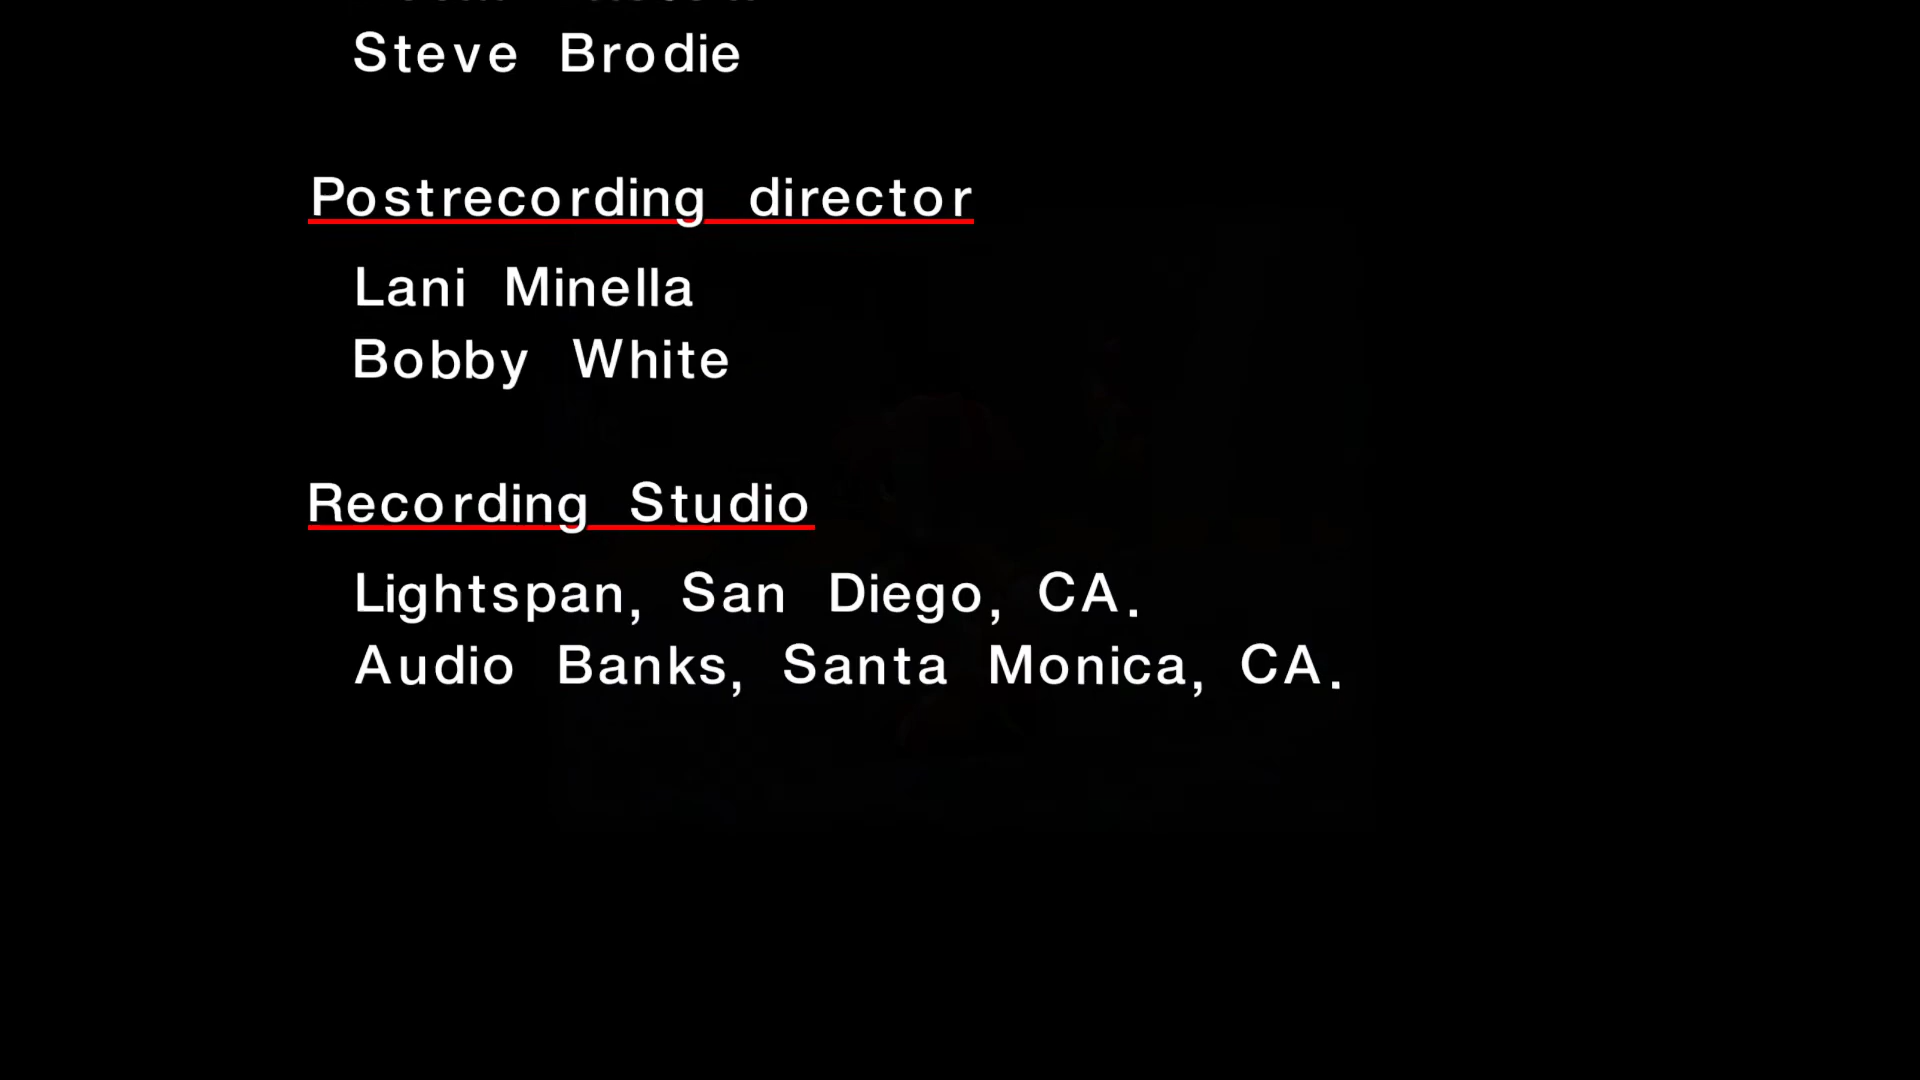 Steve Brodie
Postrecording director
Lani Minella
Bobby White
Recording Studio
Lightspan, San Diego, CA.
Audio Banks, Santa Monica, CA.